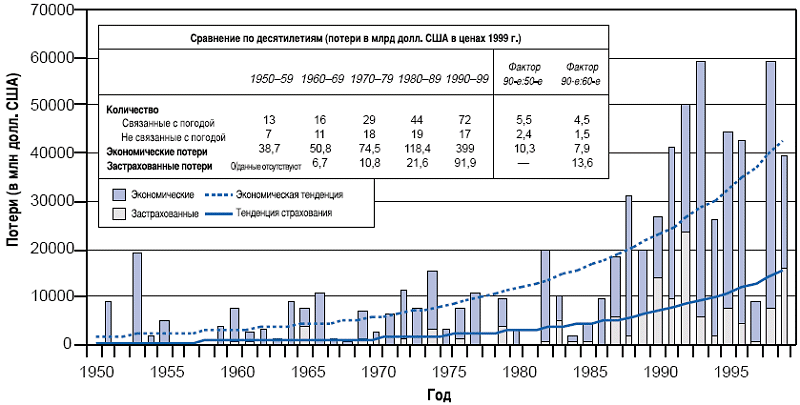 70000
60000
50000
40000
30000
20000
10000
0
Потери (в млн долл. США)
Сравнение по десятилетиям (потери в млрд долл. США в ценах 1999 г.)
1950–59 1960–69 1970–79 1980–89 1990–99 Фактор 90-е:50-е Фактор 90-е:60-е
Количество
Связанные с погодой 13 16 29 44 72 5,5 4,5
Не связанные с погодой 7 11 18 19 17 2,4 1,5
Экономические потери 38,7 50,8 74,5 118,4 399 10,3 7,9
Застрахованные потери 0/данные отсутствуют 6,7 10,8 21,6 91,9 — 13,6
Экономические Экономическая тенденция
Застрахованные Тенденция страхования
1950 1955 1960 1965 1970 1975 1980 1985 1990 1995
Год